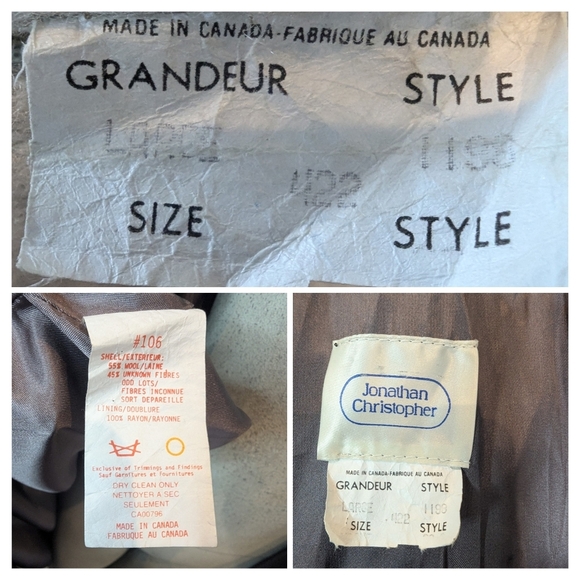 MADE IN CANADA-FABRIQUE AU CANADA
GRANDEUR STYLE
LARGE 1190
422
SIZE STYLE
#106
SHELL/EXTERIEUR:
55% WOOL/LAINE
45% UNKNOWN FIBRES
ODD LOTS/
FIBRES INCONNUE
SORT DEPAREILLE
LINING/DOUBLURE
100% RAYON/RAYONNE
Exclusive of Trimmings and Findings
Sauf Garnitures et Fournitures
DRY CLEAN ONLY
NETTOYER A SEC
SEULEMENT
CA00796
MADE IN CANADA
FABRIQUE AU CANADA
Jonathan
Christopher
MADE IN CANADA-FABRIQUE AU CANADA
GRANDEUR STYLE
LARGE 1190
422
SIZE STYLE